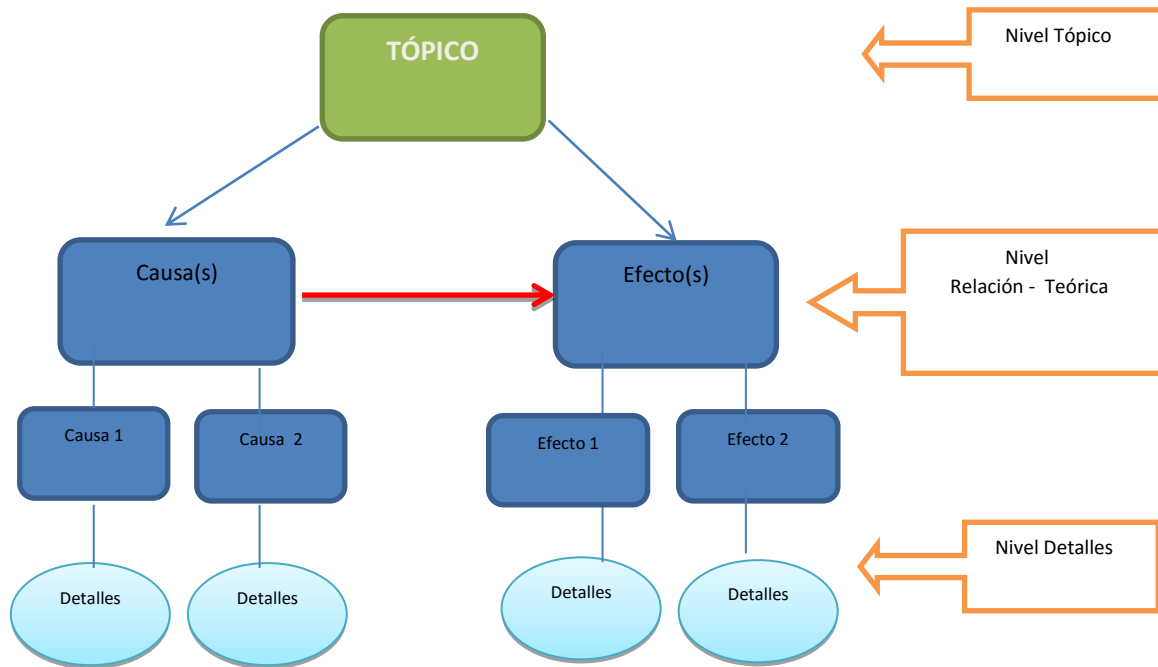 TÓPICO
Nivel Tópico
Causa(s)
Efecto(s)
Nivel
Relación - Teórica
Causa 1
Causa 2
Efecto 1
Efecto 2
Nivel Detalles
Detalles
Detalles
Detalles
Detalles